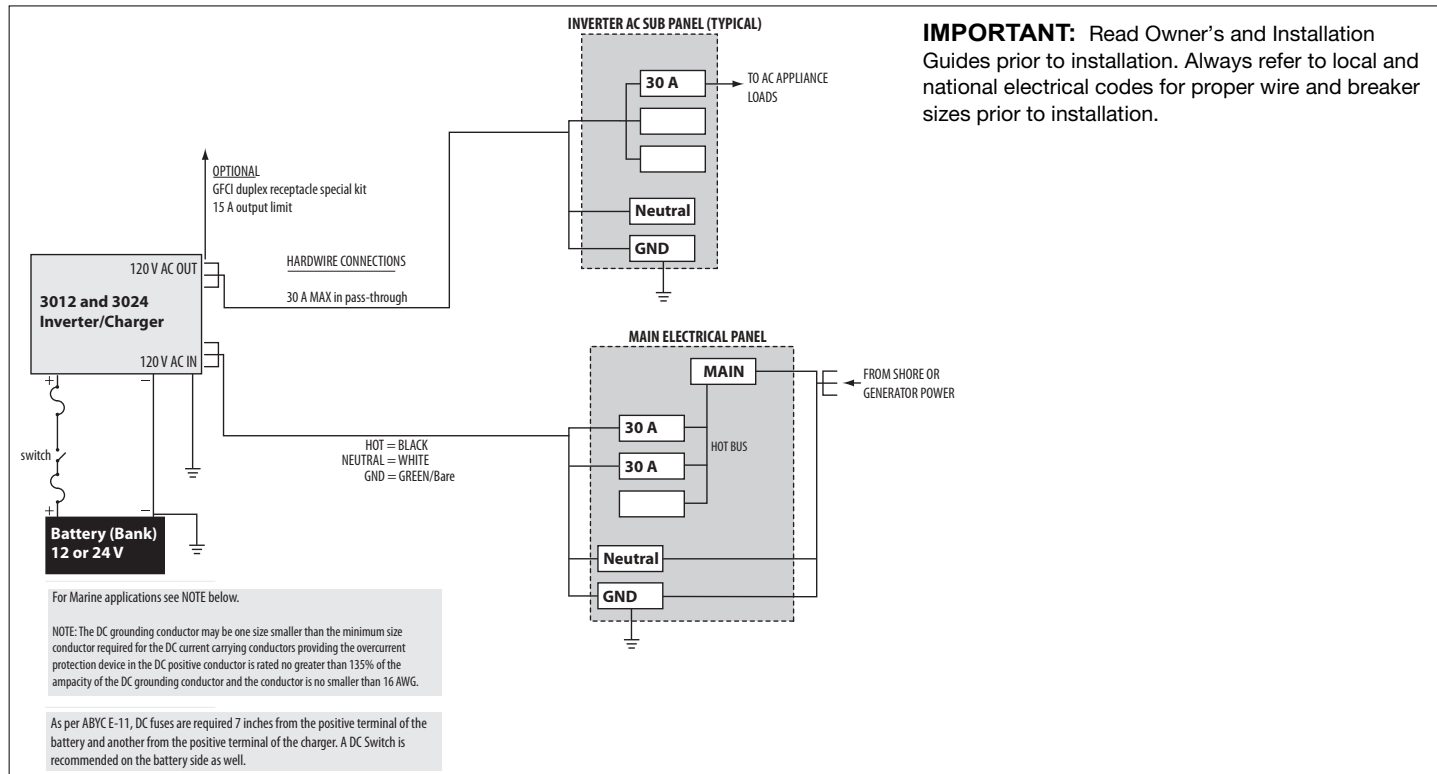 INVERTER AC SUB PANEL (TYPICAL)
30 A
TO AC APPLIANCE
LOADS
Neutral
GND
IMPORTANT: Read Owner's and Installation
Guides prior to installation. Always refer to local and
national electrical codes for proper wire and breaker
sizes prior to installation.
OPTIONAL
GFCI duplex receptacle special kit
15 A output limit
120 V AC OUT
HARDWIRE CONNECTIONS
30 A MAX in pass-through
3012 and 3024
Inverter/Charger
120 V AC IN
+
–
switch
+
–
Battery (Bank)
12 or 24 V
HOT = BLACK
NEUTRAL = WHITE
GND = GREEN/Bare
MAIN ELECTRICAL PANEL
MAIN
FROM SHORE OR
GENERATOR POWER
30 A
HOT BUS
30 A
Neutral
GND
For Marine applications see NOTE below.
NOTE: The DC grounding conductor may be one size smaller than the minimum size
conductor required for the DC current carrying conductors providing the overcurrent
protection device in the DC positive conductor is rated no greater than 135% of the
ampacity of the DC grounding conductor and the conductor is no smaller than 16 AWG.
As per ABYC E-11, DC fuses are required 7 inches from the positive terminal of the
battery and another from the positive terminal of the charger. A DC Switch is
recommended on the battery side as well.